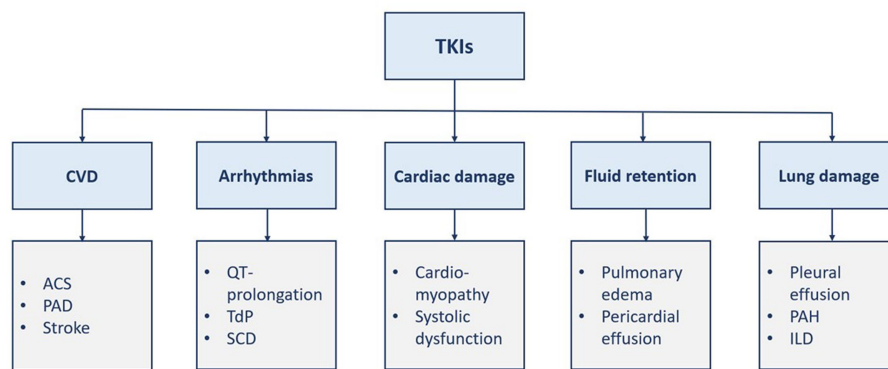 TKIs
CVD
Arrhythmias
Cardiac damage
Fluid retention
Lung damage
• ACS
• PAD
• Stroke
• QT-
prolongation
• TdP
• SCD
• Cardio-
myopathy
• Systolic
dysfunction
• Pulmonary
edema
• Pericardial
effusion
• Pleural
effusion
• PAH
• ILD